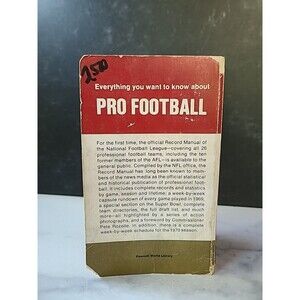 2.50
Everything you want to know about
PRO FOOTBALL
For the first time, the official Record Manual of
the National Football League—covering all 26
professional football teams, including the ten
former members of the AFL—is available to the
general public. Compiled by the NFL office, the
Record Manual has long been known to mem-
bers of the news media as the official statistical
and historical publication of professional foot-
ball. It includes complete records and statistics
by game, season and lifetime; a week-by-week
capsule rundown of every game played in 1969;
a special section on the Super Bowl, complete
team directories, the full draft list, and much
more—all highlighted by a series of action
photographs, and a foreword by Commissioner
Pete Rozelle. In addition, there is a complete
week-by-week schedule for the 1970 season.
Fawcett World Library